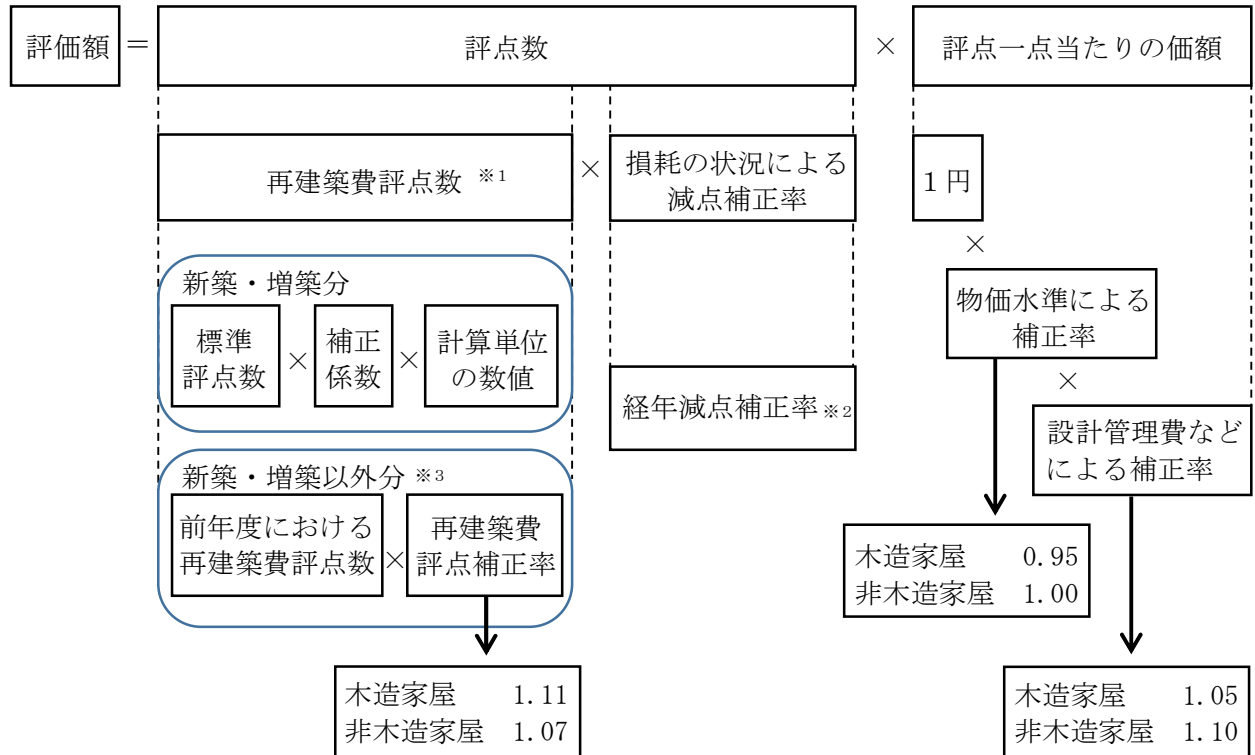 評価額 = 評点数 × 評点一点当たりの価額
再建築費評点数 ※1 × 損耗の状況による
減点補正率
1円
×
物価水準による
補正率
×
設計管理費など
による補正率
新築・増築分
標準
評点数
×
補正
係数
×
計算単位
の数値
経年減点補正率※2
新築・増築以外分 ※3
前年度における
再建築費評点数
×
再建築費
評点補正率
木造家屋 0.95
非木造家屋 1.00
木造家屋 1.11
非木造家屋 1.07
木造家屋 1.05
非木造家屋 1.10